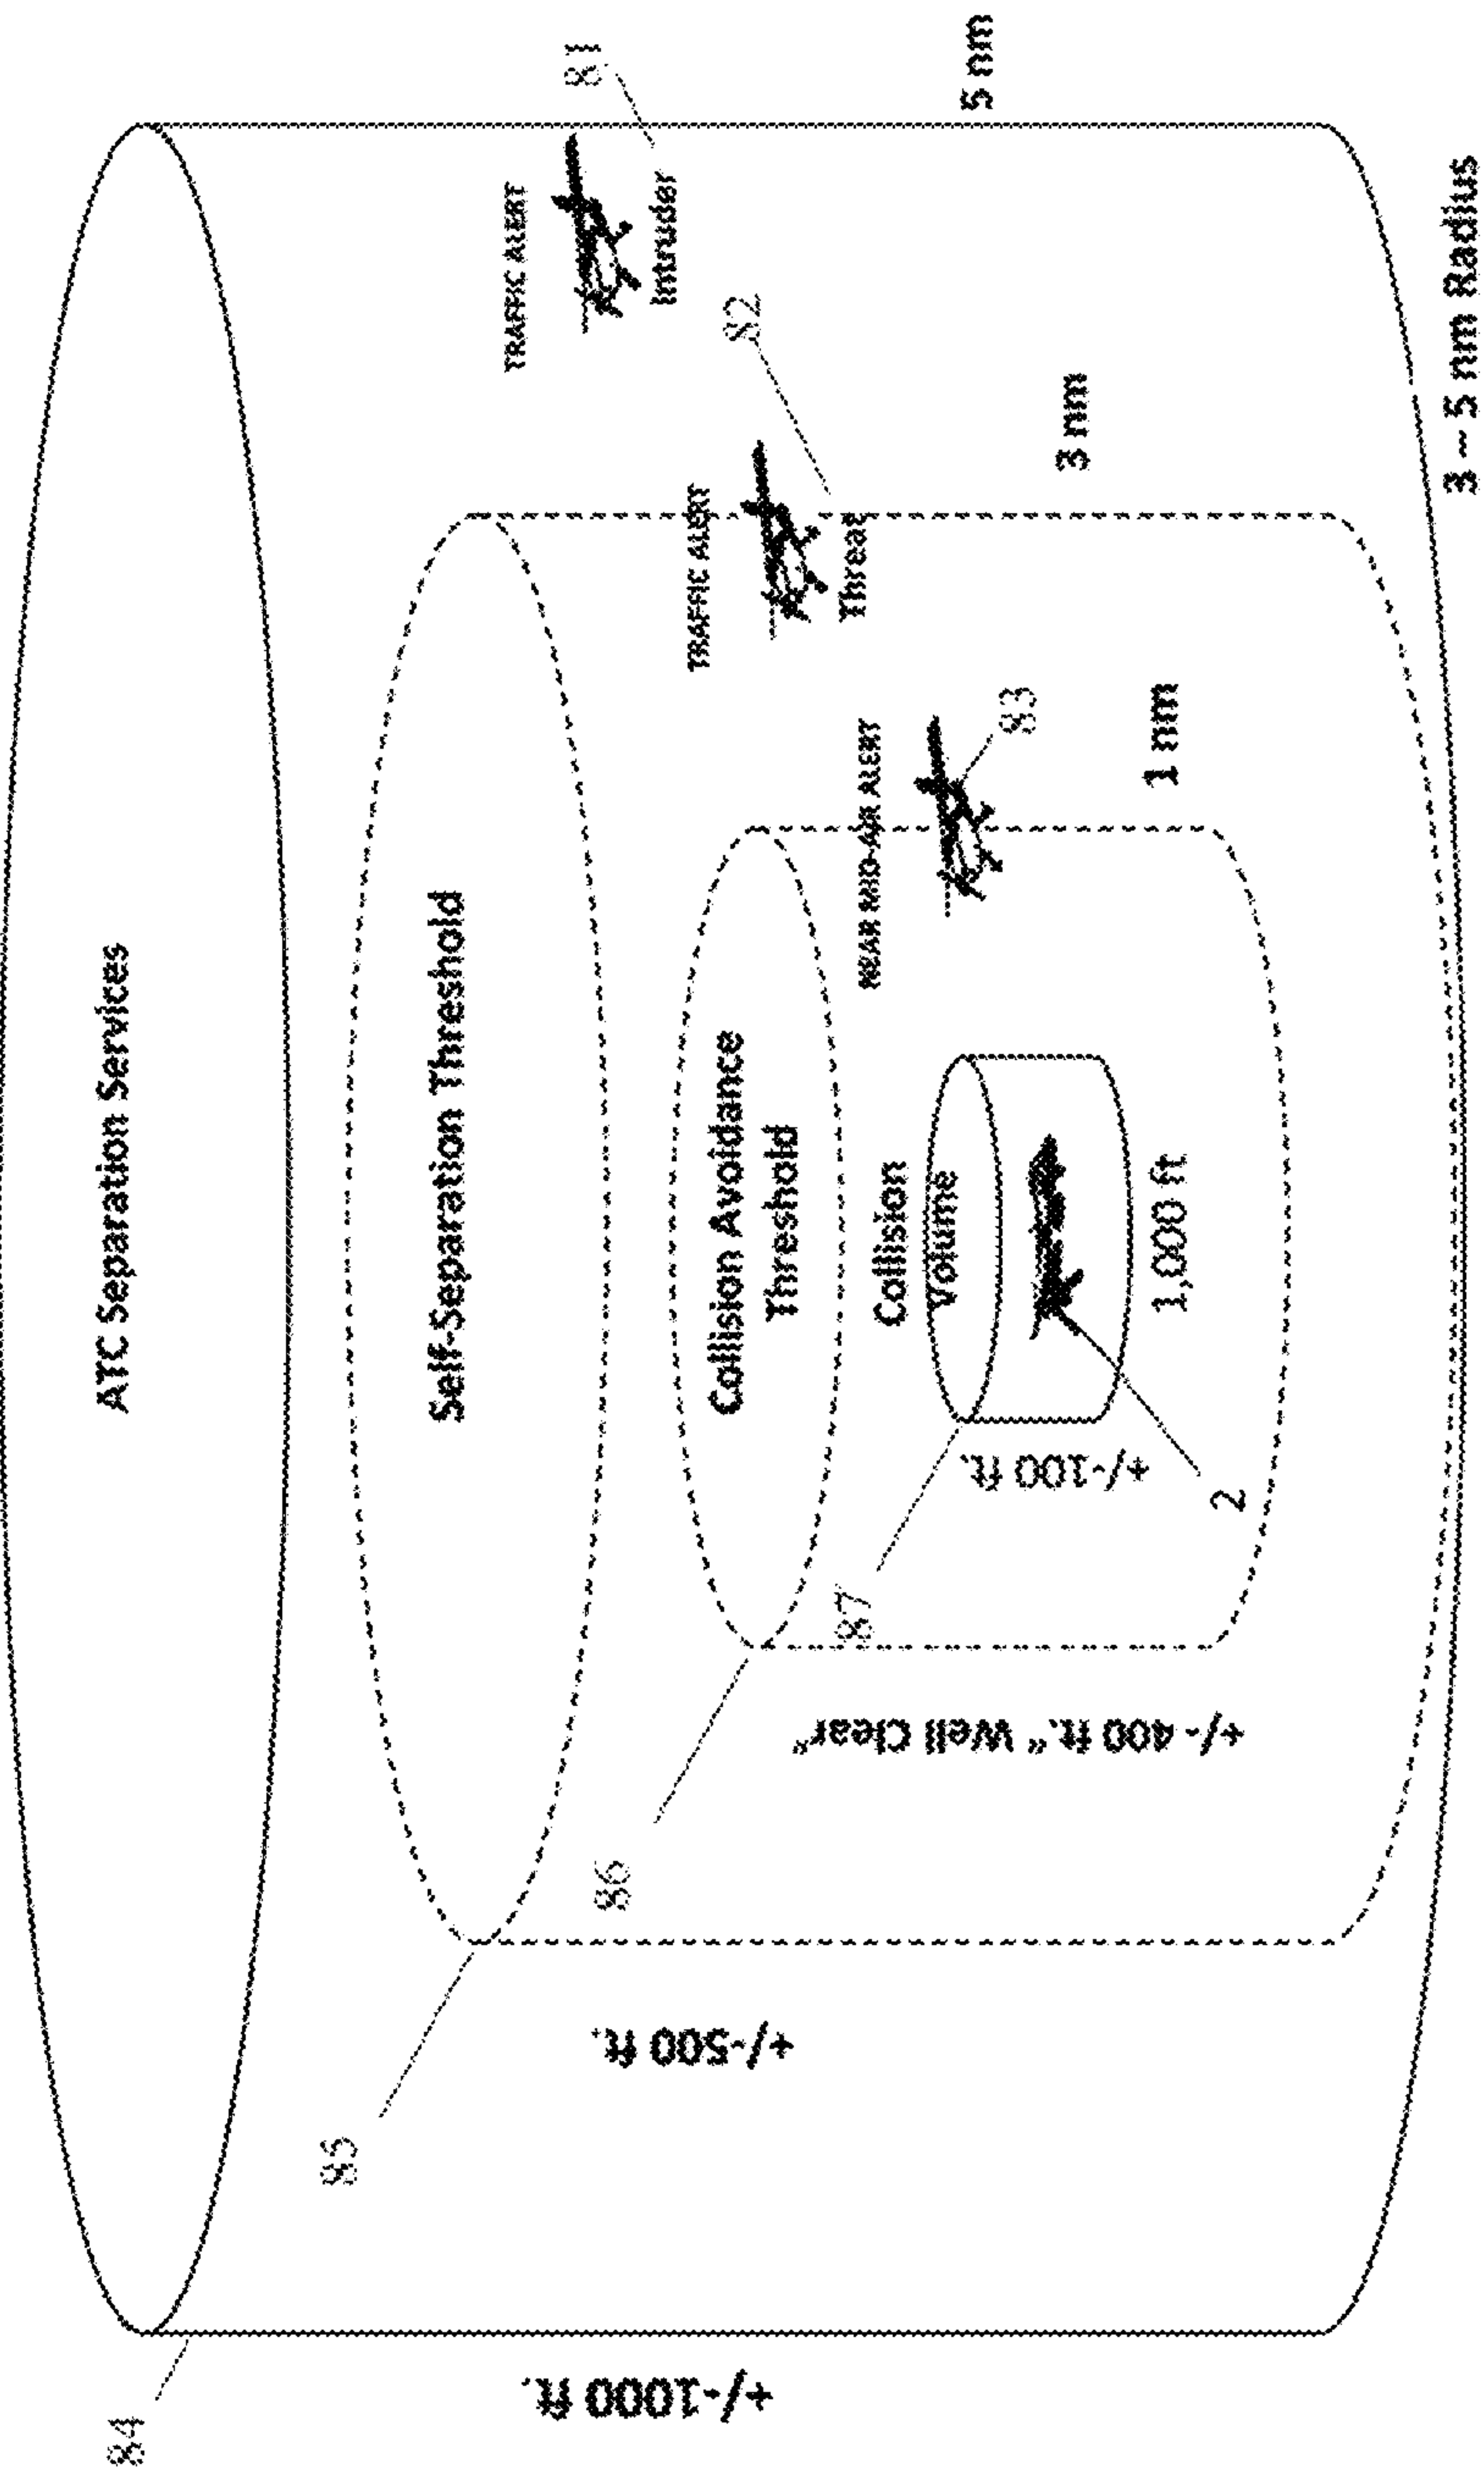 84
ATC Separation Services
81
TRAFFIC ALERT
Intruder
85
Self-Separation Threshold
82
TRAFFIC ALERT
Threat
86
Collision Avoidance
Threshold
NEAR MID-AIR ALERT
83
87
Collision
Volume
+/-1000 ft.
+/-500 ft.
+/-400 ft. "Well Clear"
+/-100 ft.
2
1,000 ft
1 nm
3 nm
5 nm
3 – 5 nm Radius